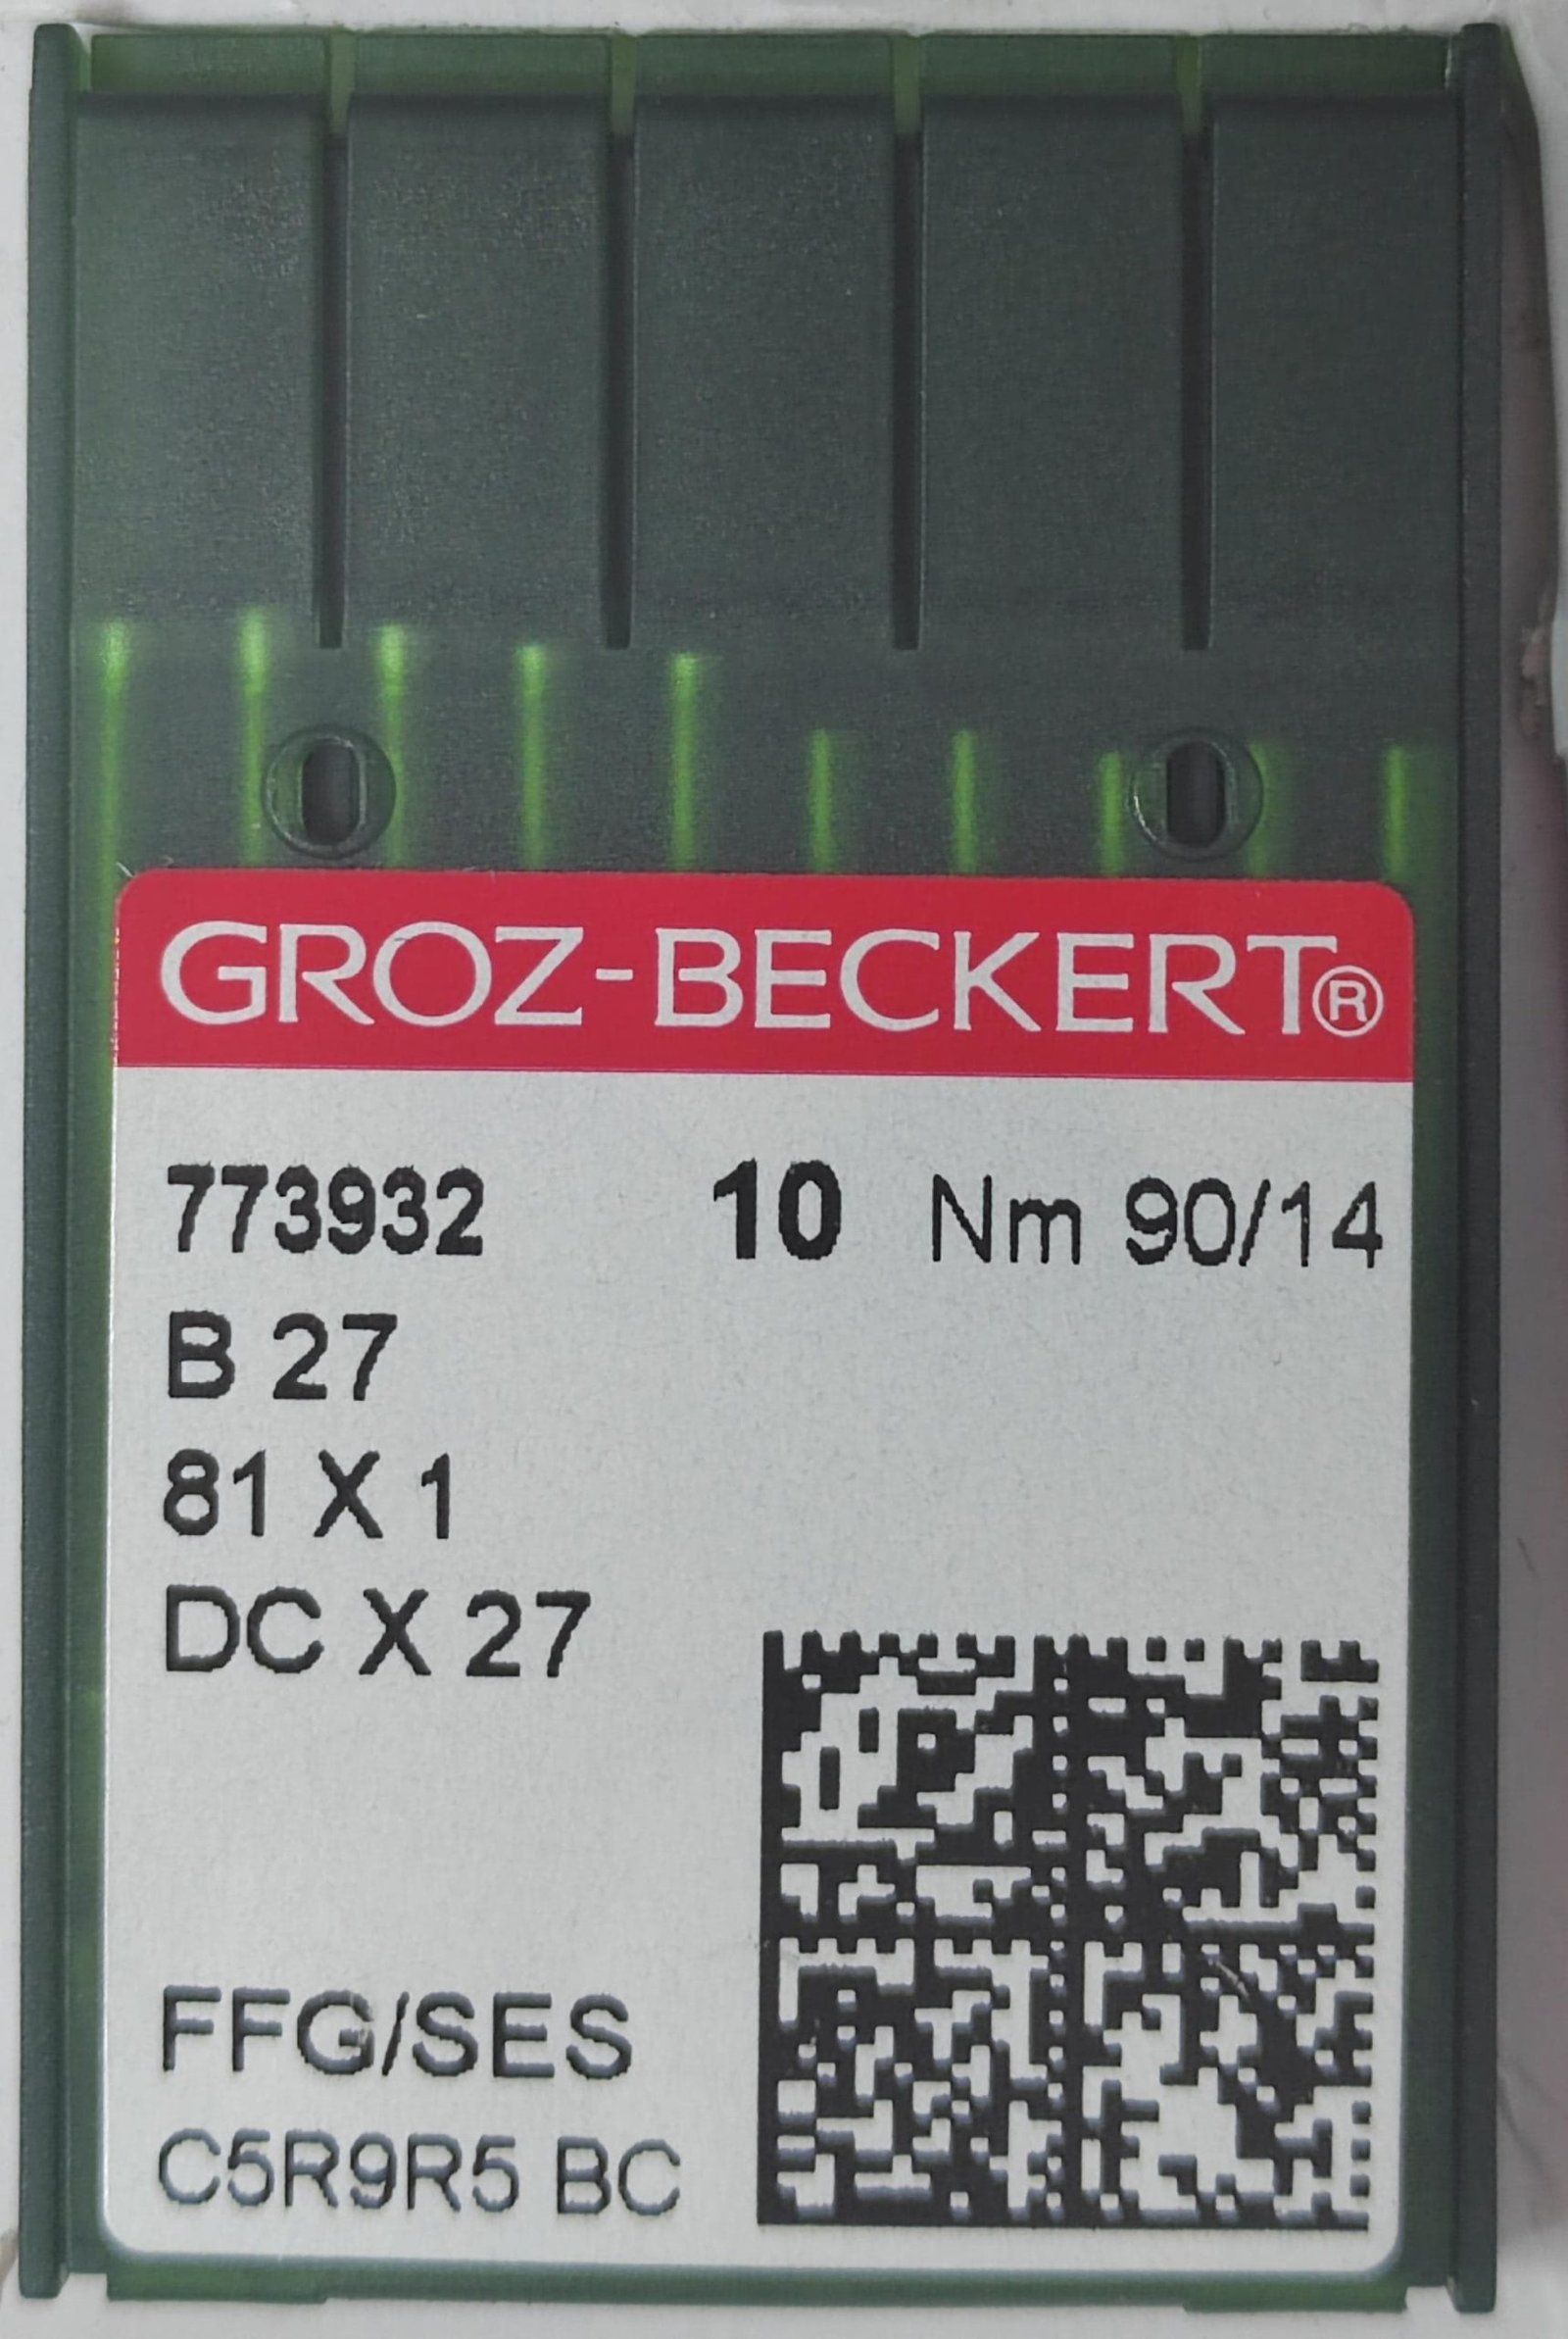 GROZ-BECKERT®
773932 10 Nm 90/14
B 27
81 X 1
DC X 27
FFG/SES
C5R9R5 BC